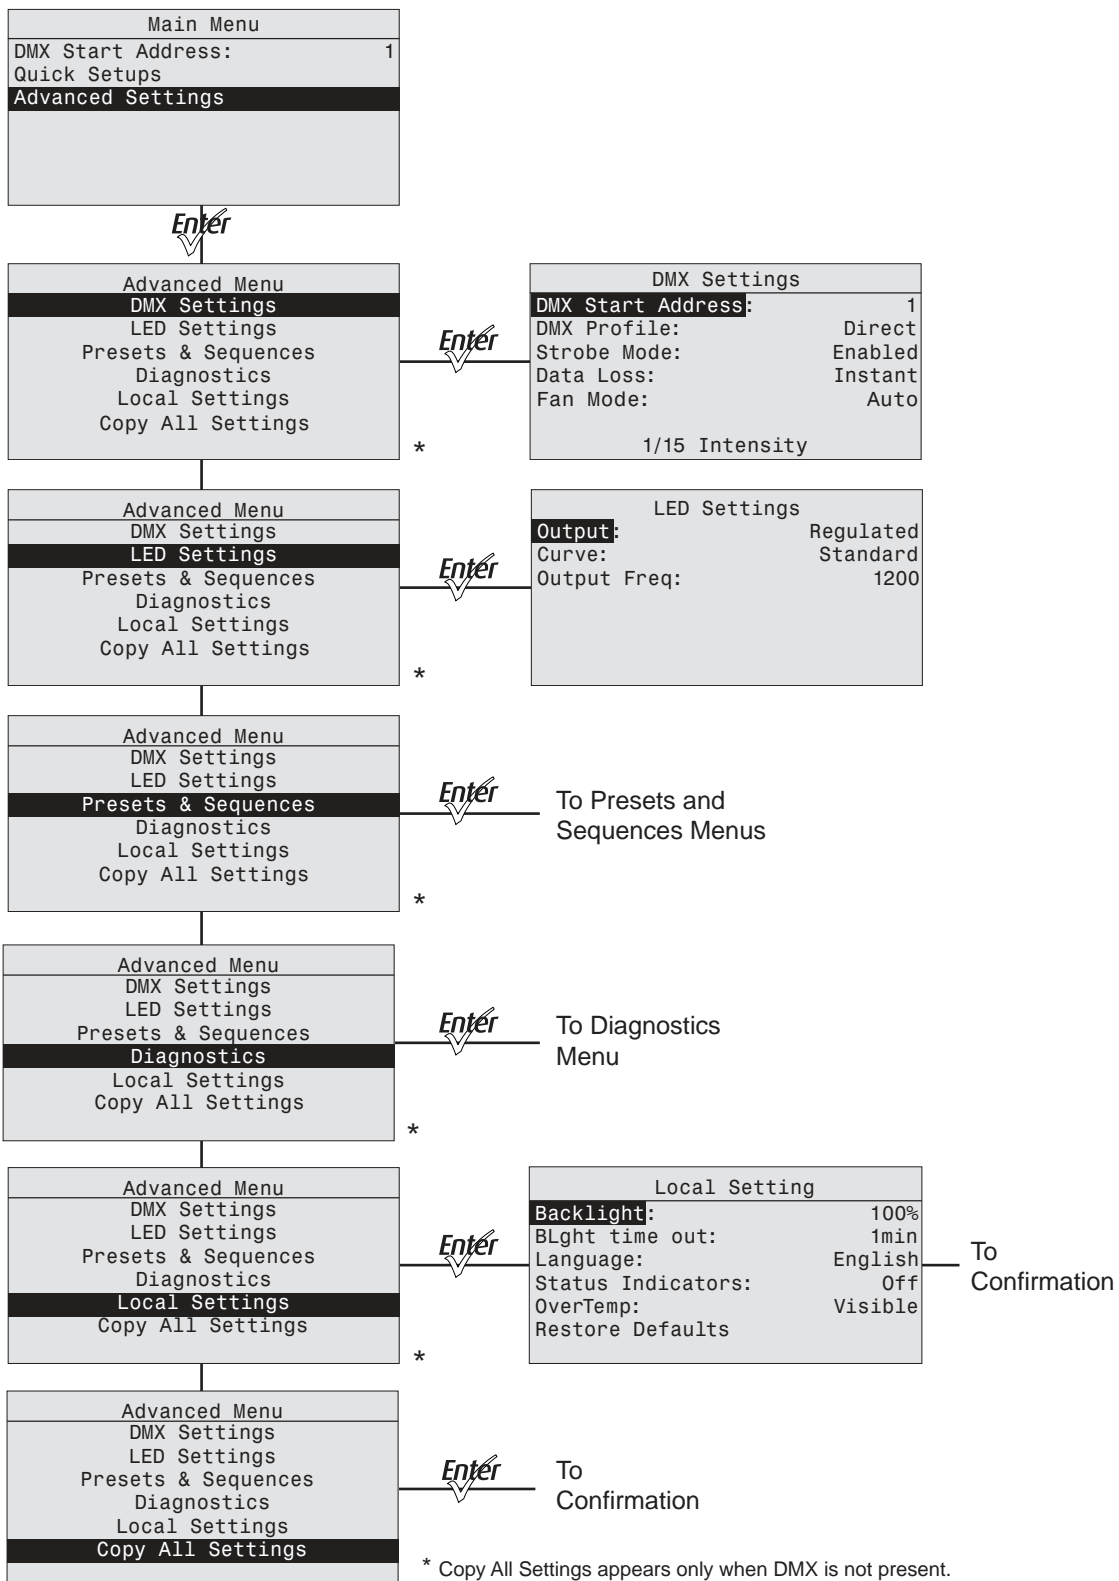 Main Menu
DMX Start Address: 1
Quick Setups
Advanced Settings
Enter
Advanced Menu
DMX Settings
LED Settings
Presets & Sequences
Diagnostics
Local Settings
Copy All Settings
*
Enter
DMX Settings
DMX Start Address: 1
DMX Profile: Direct
Strobe Mode: Enabled
Data Loss: Instant
Fan Mode: Auto
1/15 Intensity
Advanced Menu
DMX Settings
LED Settings
Presets & Sequences
Diagnostics
Local Settings
Copy All Settings
*
Enter
LED Settings
Output: Regulated
Curve: Standard
Output Freq: 1200
Advanced Menu
DMX Settings
LED Settings
Presets & Sequences
Diagnostics
Local Settings
Copy All Settings
*
Enter
To Presets and
Sequences Menus
Advanced Menu
DMX Settings
LED Settings
Presets & Sequences
Diagnostics
Local Settings
Copy All Settings
*
Enter
To Diagnostics
Menu
Advanced Menu
DMX Settings
LED Settings
Presets & Sequences
Diagnostics
Local Settings
Copy All Settings
*
Enter
Local Setting
Backlight: 100%
BLght time out: 1min
Language: English
Status Indicators: Off
OverTemp: Visible
Restore Defaults
To
Confirmation
Advanced Menu
DMX Settings
LED Settings
Presets & Sequences
Diagnostics
Local Settings
Copy All Settings
Enter
To
Confirmation
* Copy All Settings appears only when DMX is not present.